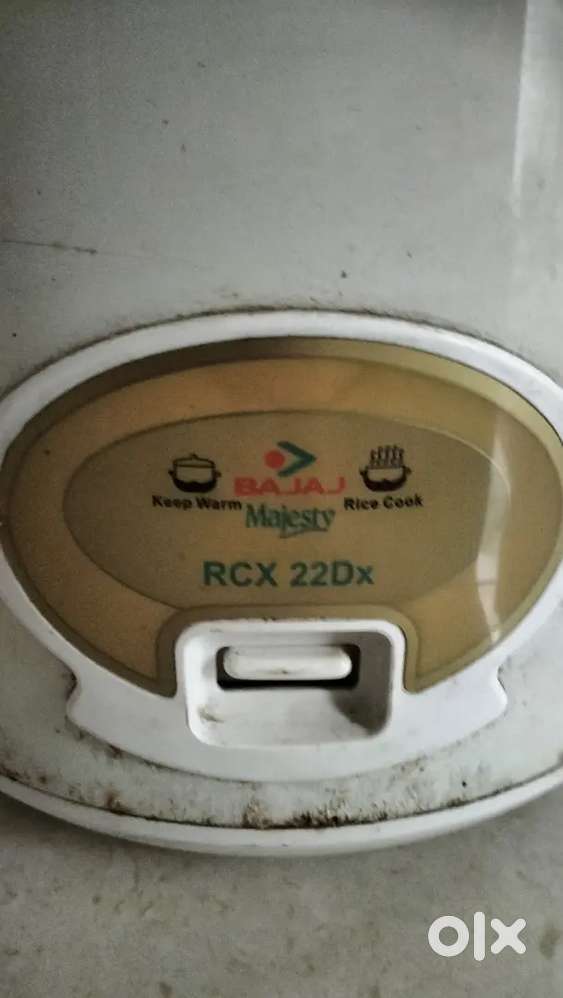 BAJAJ
Keep Warm Majesty Rice Cook
RCX 22Dx
olx